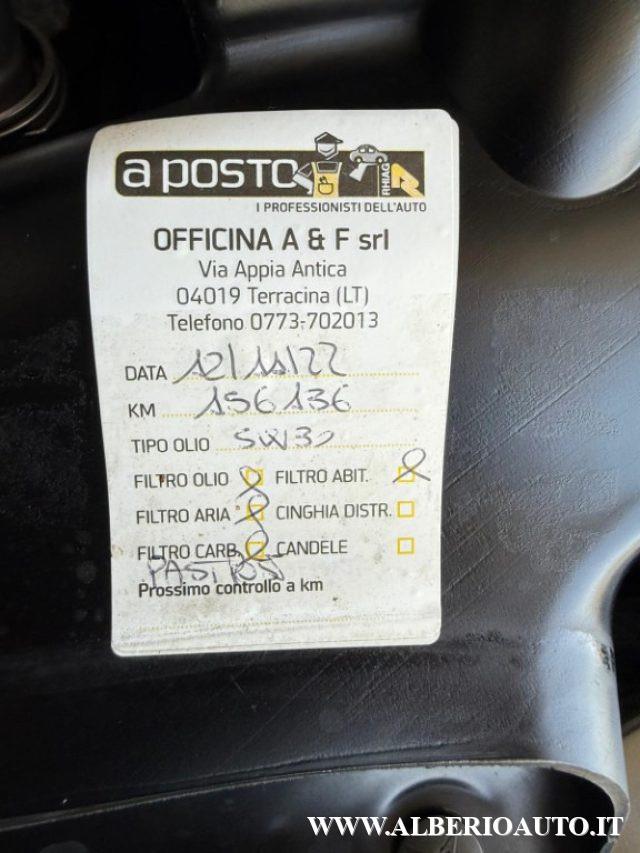 a posto
RHIAG
I PROFESSIONISTI DELL'AUTO
OFFICINA A & F srl
Via Appia Antica
04019 Terracina (LT)
Telefono 0773-702013
DATA 12/11/22
KM 156136
TIPO OLIO 5W30
FILTRO OLIO FILTRO ABIT.
FILTRO ARIA CINGHIA DISTR.
FILTRO CARB. CANDELE
Prossimo controllo a km
WWW.ALBERIOAUTO.IT